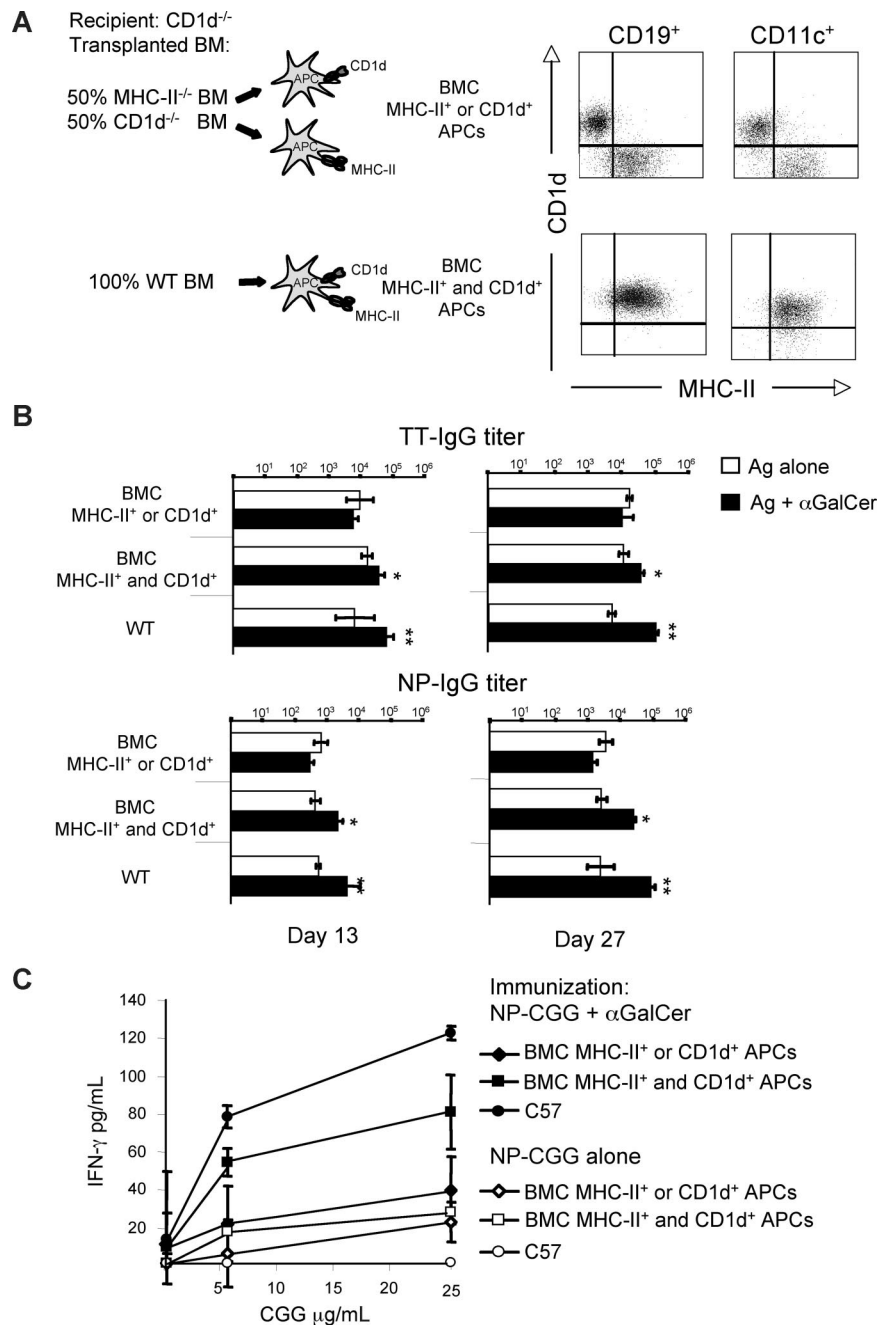 A
Recipient: CD1d-/-
Transplanted BM:
50% MHC-II-/- BM
50% CD1d-/- BM
APC
CD1d
APC
MHC-II
BMC
MHC-II+ or CD1d+
APCs
100% WT BM
APC
CD1d
MHC-II
BMC
MHC-II+ and CD1d+
APCs
CD19+
CD11c+
CD1d
MHC-II
B
TT-IgG titer
10¹ 10² 10³ 10⁴ 10⁵ 10⁶
10¹ 10² 10³ 10⁴ 10⁵ 10⁶
Ag alone
Ag + αGalCer
BMC
MHC-II+ or CD1d+
BMC
MHC-II+ and CD1d+
* *
WT
** **
NP-IgG titer
10¹ 10² 10³ 10⁴ 10⁵ 10⁶
10¹ 10² 10³ 10⁴ 10⁵ 10⁶
BMC
MHC-II+ or CD1d+
BMC
MHC-II+ and CD1d+
* *
WT
** **
Day 13
Day 27
C
IFN-γ pg/mL
140
120
100
80
60
40
20
5 10 15 20 25
CGG μg/mL
Immunization:
NP-CGG + αGalCer
BMC MHC-II+ or CD1d+ APCs
BMC MHC-II+ and CD1d+ APCs
C57
NP-CGG alone
BMC MHC-II+ or CD1d+ APCs
BMC MHC-II+ and CD1d+ APCs
C57